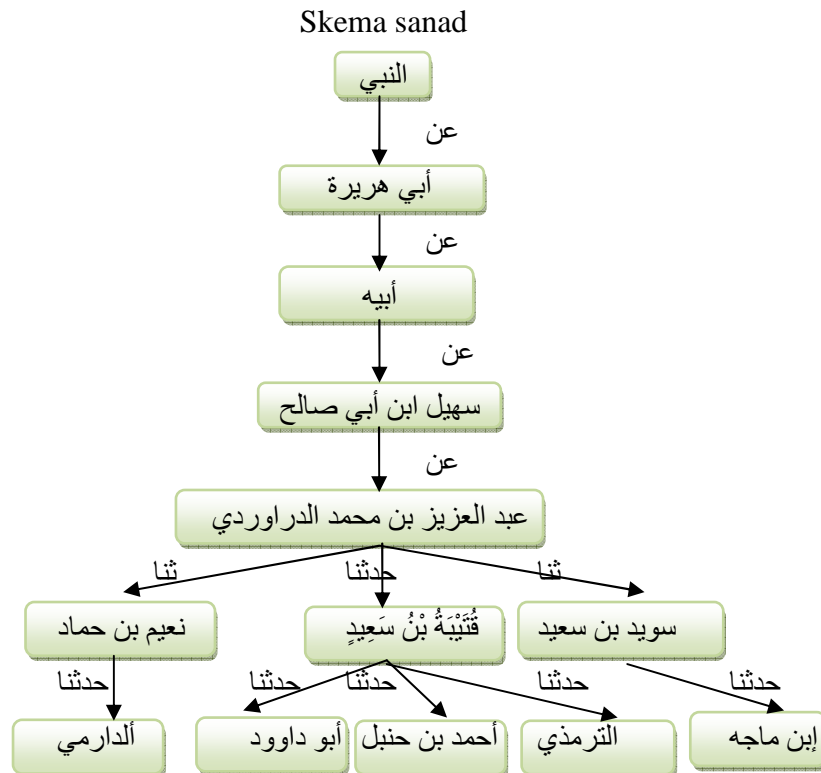 Skema sanad
النبي
عن
أبي هريرة
عن
أبيه
عن
سهيل ابن أبي صالح
عن
عبد العزيز بن محمد الدراوردي
ثنا حدثنا ثنا
نعيم بن حماد قُتَيْبَةُ بْنُ سَعِيدٍ سويد بن سعيد
حدثنا حدثنا حدثنا حدثنا حدثنا
ألدارمي أبو داوود أحمد بن حنبل الترمذي إبن ماجه